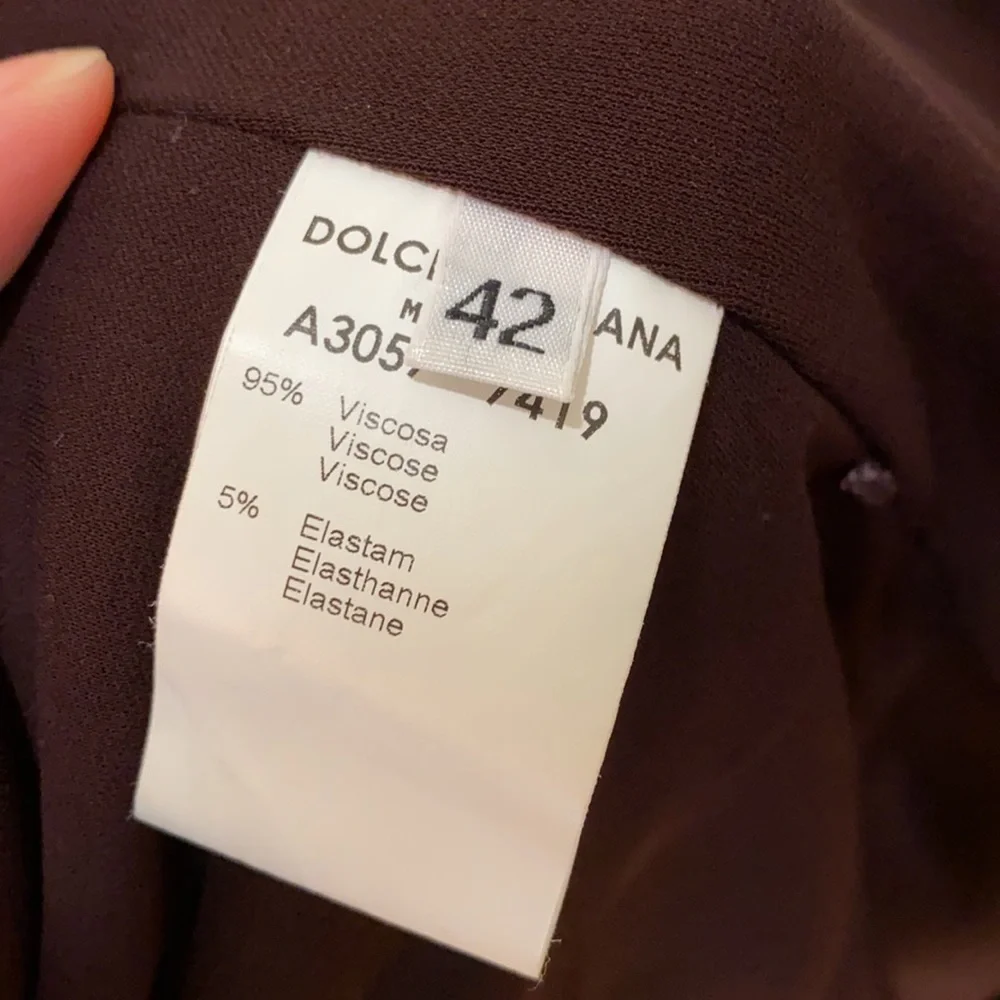 DOLC ANA
42
M
A305 7419
95% Viscosa
Viscose
Viscose
5% Elastam
Elasthanne
Elastane